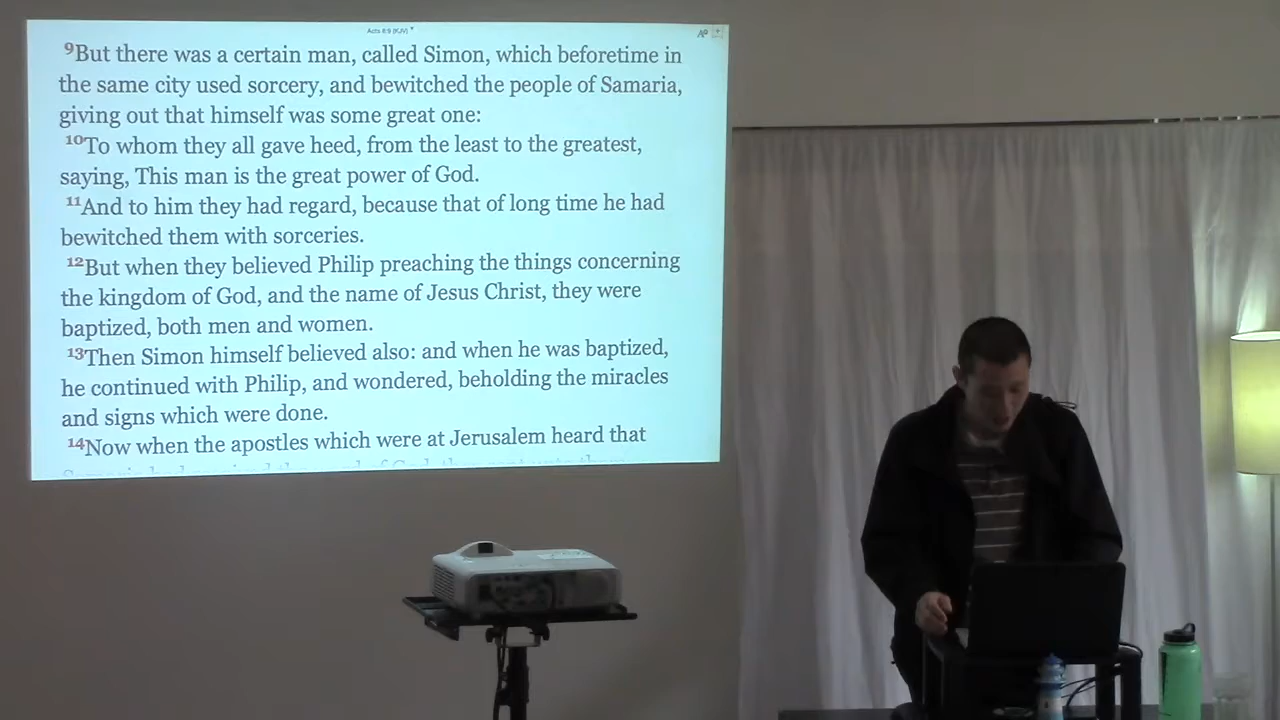 Acts 8:9 (KJV)
9But there was a certain man, called Simon, which beforetime in
the same city used sorcery, and bewitched the people of Samaria,
giving out that himself was some great one:
10To whom they all gave heed, from the least to the greatest,
saying, This man is the great power of God.
11And to him they had regard, because that of long time he had
bewitched them with sorceries.
12But when they believed Philip preaching the things concerning
the kingdom of God, and the name of Jesus Christ, they were
baptized, both men and women.
13Then Simon himself believed also: and when he was baptized,
he continued with Philip, and wondered, beholding the miracles
and signs which were done.
14Now when the apostles which were at Jerusalem heard that